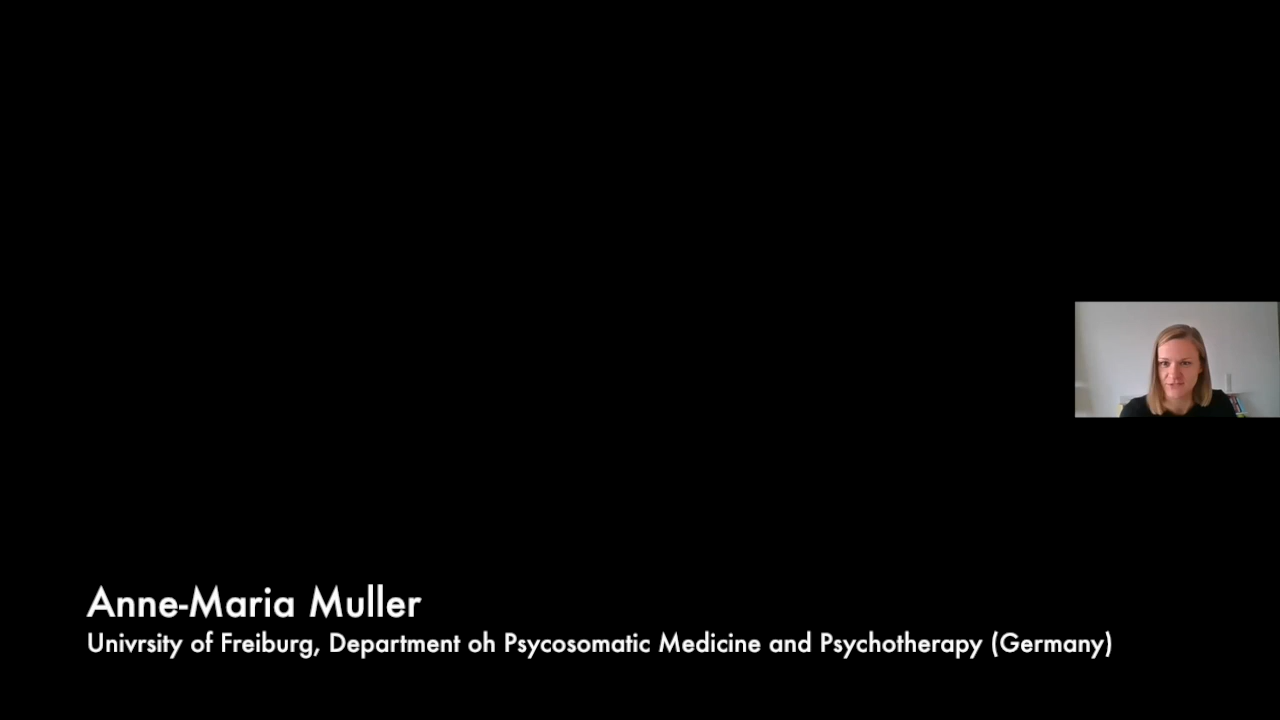 Anne-Maria Muller
Univrsity of Freiburg, Department oh Psycosomatic Medicine and Psychotherapy (Germany)